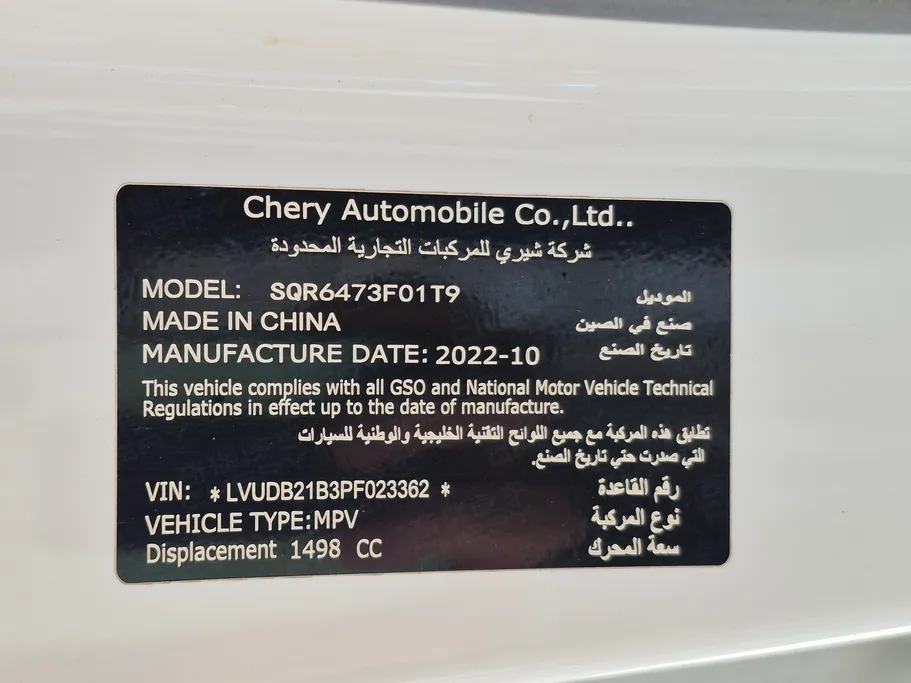 Chery Automobile Co.,Ltd..
شركة شيري للمركبات التجارية المحدودة
MODEL: SQR6473F01T9 الموديل
MADE IN CHINA صنع في الصين
MANUFACTURE DATE: 2022-10 تاريخ الصنع
This vehicle complies with all GSO and National Motor Vehicle Technical
Regulations in effect up to the date of manufacture.
تطابق هذه المركبة مع جميع اللوائح التقنية الخليجية والوطنية للسيارات
التي صدرت حتي تاريخ الصنع.
VIN: * LVUDB21B3PF023362 * رقم القاعدة
VEHICLE TYPE:MPV نوع المركبة
Displacement 1498 CC سعة المحرك